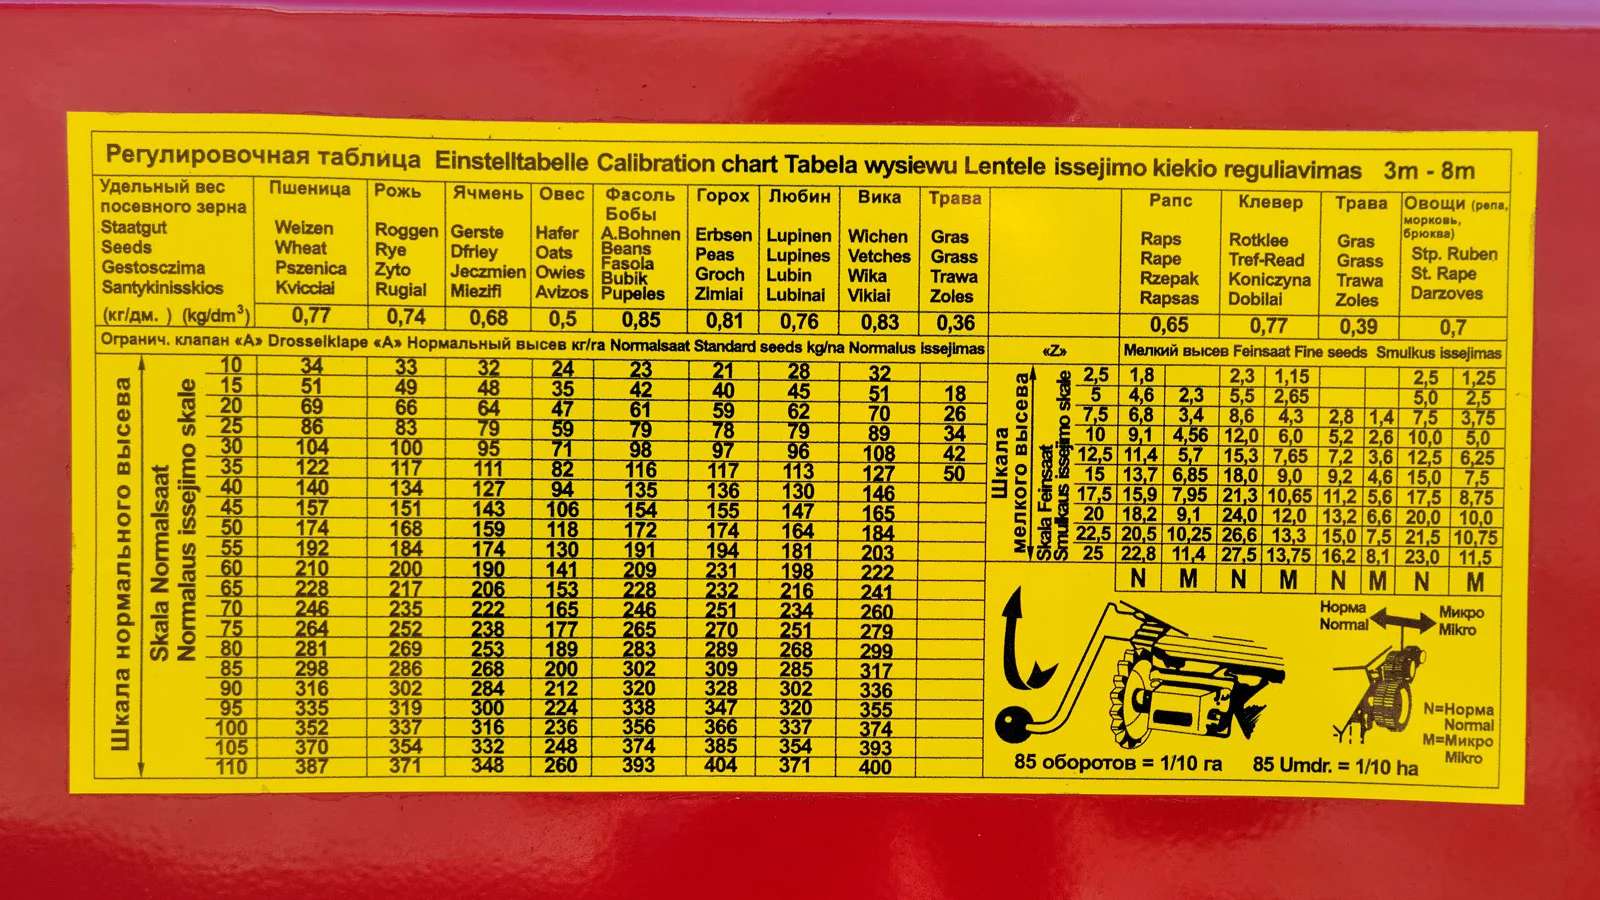 Регулировочная таблица Einstelltabelle Calibration chart Tabela wysiewu Lentele issejimo kiekio reguliavimas 3m - 8m
Удельный вес посевного зерна Staatgut Seeds Gestosczima Santykinisskios
Пшеница Weizen Wheat Pszenica Kvicciai
Рожь Roggen Rye Zyto Rugial
Ячмень Gerste Dfrley Jeczmien Miezifi
Овес Hafer Oats Owies Avizos
Фасоль Бобы A.Bohnen Beans Fasola Bubik Pupeles
Горох Erbsen Peas Groch Zimiai
Любин Lupinen Lupines Lubin Lubinai
Вика Wichen Vetches Wika Vikiai
Трава Gras Grass Trawa Zoles
Рапс Raps Rape Rzepak Rapsas
Клевер Rotklee Tref-Read Koniczyna Dobilai
Трава Gras Grass Trawa Zoles
Овощи (репа, морковь, брюква) Stp. Ruben St. Rape Darzoves
(кг/дм. ) (kg/dm³) 0,77 0,74 0,68 0,5 0,85 0,81 0,76 0,83 0,36 0,65 0,77 0,39 0,7
Огранич. клапан «А» Drosselklape «A» Нормальный высев кг/га Normalsaat Standard seeds kg/na Normalus issejimas
«Z» Мелкий высев Feinsaat Fine seeds Smulkus issejimas
Шкала нормального высева
Skala Normalsaat
Normalaus issejimo skale
10 34 33 32 24 23 21 28 32
15 51 49 48 35 42 40 45 51 18
20 69 66 64 47 61 59 62 70 26
25 86 83 79 59 79 78 79 89 34
30 104 100 95 71 98 97 96 108 42
35 122 117 111 82 116 117 113 127 50
40 140 134 127 94 135 136 130 146
45 157 151 143 106 154 155 147 165
50 174 168 159 118 172 174 164 184
55 192 184 174 130 191 194 181 203
60 210 200 190 141 209 231 198 222
65 228 217 206 153 228 232 216 241
70 246 235 222 165 246 251 234 260
75 264 252 238 177 265 270 251 279
80 281 269 253 189 283 289 268 299
85 298 286 268 200 302 309 285 317
90 316 302 284 212 320 328 302 336
95 335 319 300 224 338 347 320 355
100 352 337 316 236 356 366 337 374
105 370 354 332 248 374 385 354 393
110 387 371 348 260 393 404 371 400
Шкала
мелкого высева
Skala Feinsaat
Smulkaus issejimo skale
2,5 1,8 2,3 1,15 2,5 1,25
5 4,6 2,3 5,5 2,65 5,0 2,5
7,5 6,8 3,4 8,6 4,3 2,8 1,4 7,5 3,75
10 9,1 4,56 12,0 6,0 5,2 2,6 10,0 5,0
12,5 11,4 5,7 15,3 7,65 7,2 3,6 12,5 6,25
15 13,7 6,85 18,0 9,0 9,2 4,6 15,0 7,5
17,5 15,9 7,95 21,3 10,65 11,2 5,6 17,5 8,75
20 18,2 9,1 24,0 12,0 13,2 6,6 20,0 10,0
22,5 20,5 10,25 26,6 13,3 15,0 7,5 21,5 10,75
25 22,8 11,4 27,5 13,75 16,2 8,1 23,0 11,5
N M N M N M N M
Норма Микро
Normal Mikro
N=Норма
Normal
M=Микро
Mikro
85 оборотов = 1/10 га 85 Umdr. = 1/10 ha